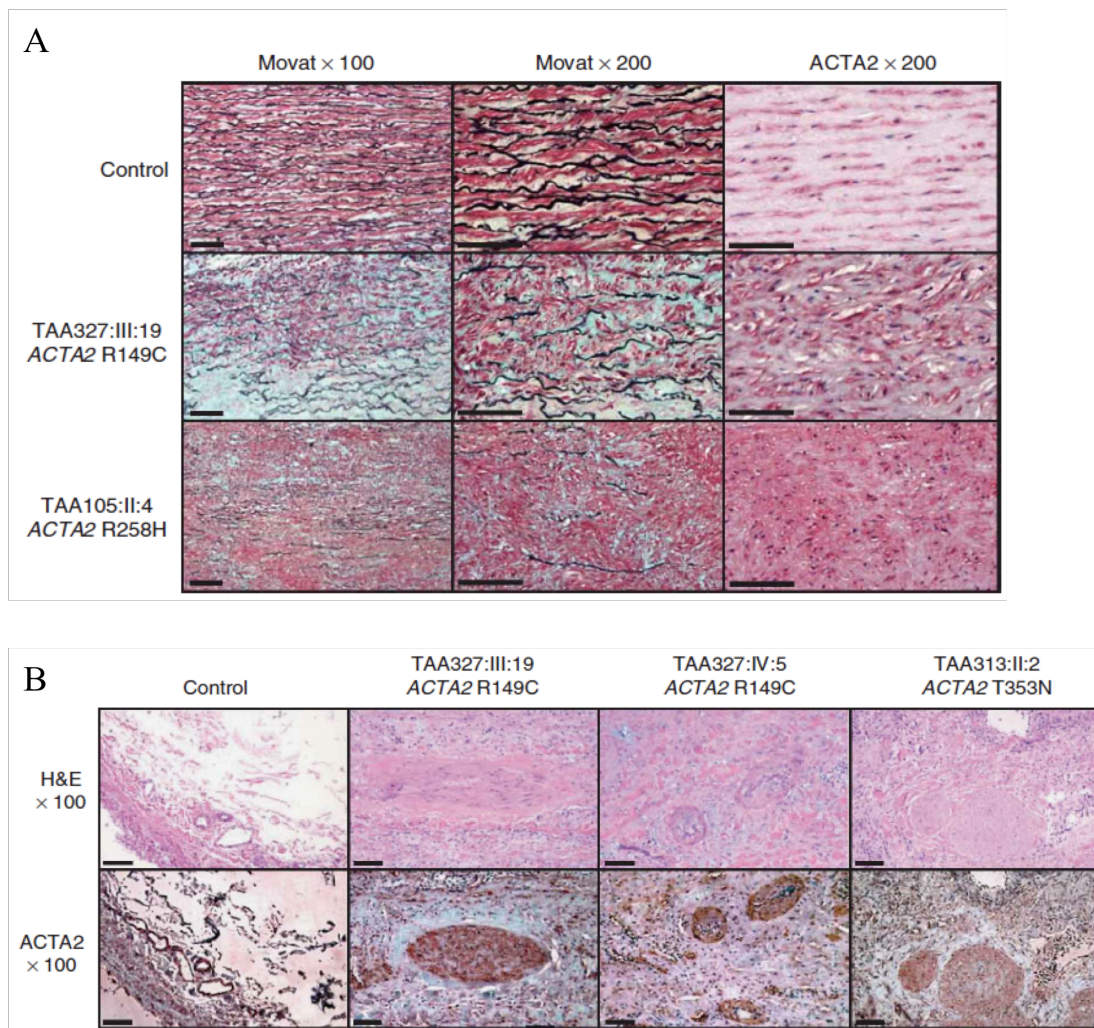 A
Movat × 100
Movat × 200
ACTA2 × 200
Control
TAA327:III:19
ACTA2 R149C
TAA105:II:4
ACTA2 R258H
B
Control
TAA327:III:19
ACTA2 R149C
TAA327:IV:5
ACTA2 R149C
TAA313:II:2
ACTA2 T353N
H&E
× 100
ACTA2
× 100